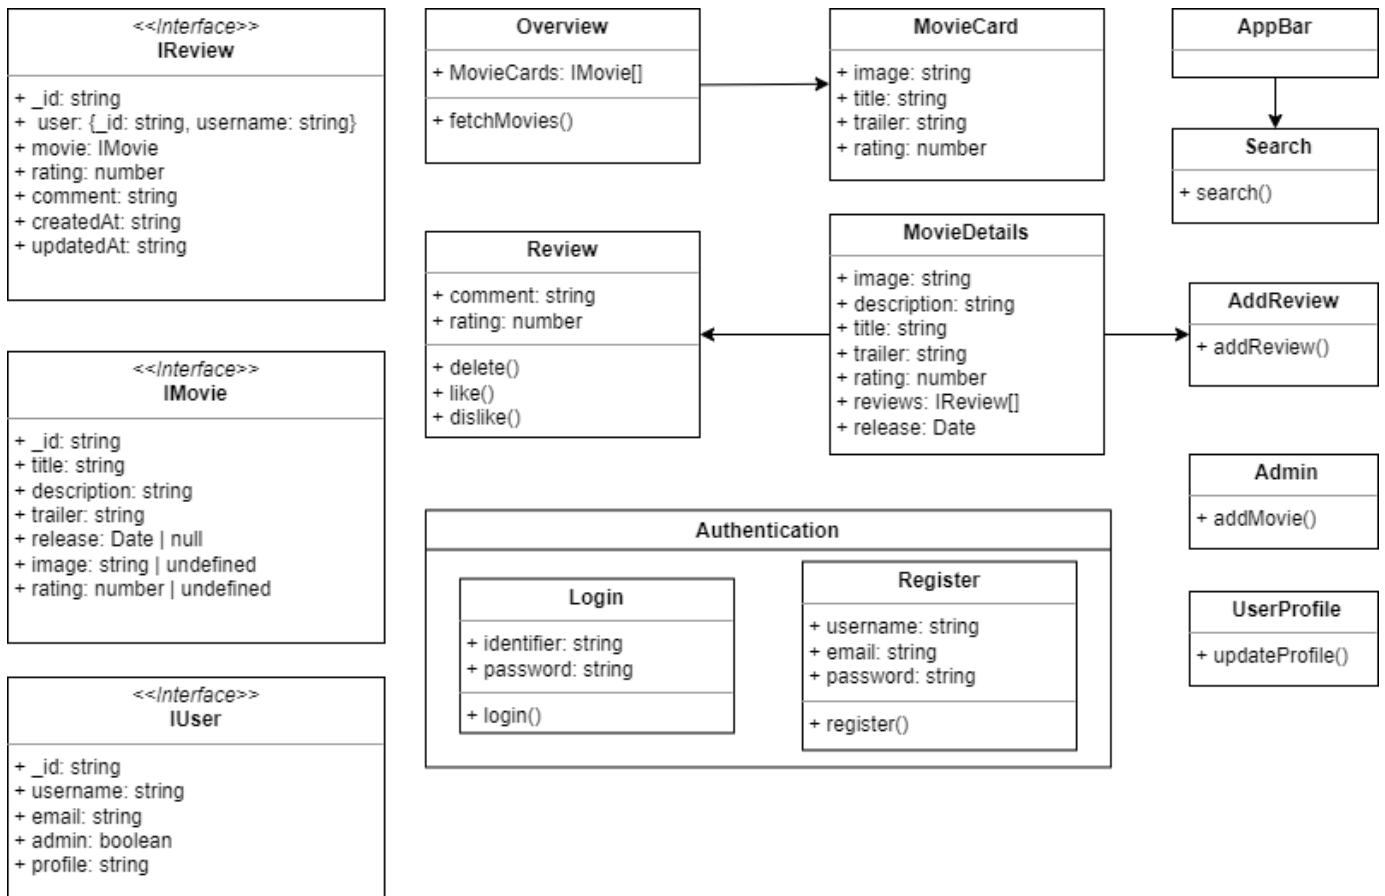 <<Interface>>
IReview
+ _id: string
+ user: {_id: string, username: string}
+ movie: IMovie
+ rating: number
+ comment: string
+ createdAt: string
+ updatedAt: string
<<Interface>>
IMovie
+ _id: string
+ title: string
+ description: string
+ trailer: string
+ release: Date | null
+ image: string | undefined
+ rating: number | undefined
<<Interface>>
IUser
+ _id: string
+ username: string
+ email: string
+ admin: boolean
+ profile: string
Overview
+ MovieCards: IMovie[]
+ fetchMovies()
MovieCard
+ image: string
+ title: string
+ trailer: string
+ rating: number
AppBar
Search
+ search()
Review
+ comment: string
+ rating: number
+ delete()
+ like()
+ dislike()
MovieDetails
+ image: string
+ description: string
+ title: string
+ trailer: string
+ rating: number
+ reviews: IReview[]
+ release: Date
AddReview
+ addReview()
Admin
+ addMovie()
UserProfile
+ updateProfile()
Authentication
Login
+ identifier: string
+ password: string
+ login()
Register
+ username: string
+ email: string
+ password: string
+ register()